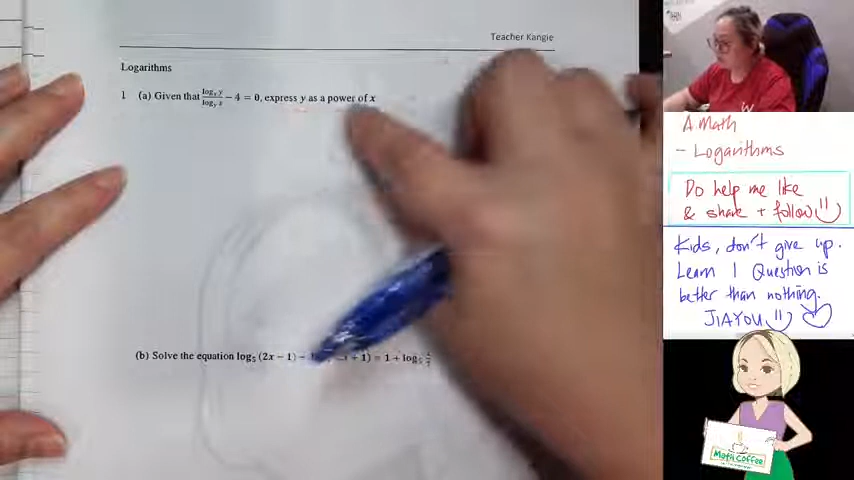 Teacher Kangie
Logarithms
1 (a) Given that log_x y / log_y x − 4 = 0, express y as a power of x
(b) Solve the equation log₅ (2x − 1) − + 1) = 1 + log₅
A Math
- Logarithms
Do help me like
& share + follow
Kids, don't give up.
Learn 1 Question is
better than nothing.
JIAYOU
Math Coffee